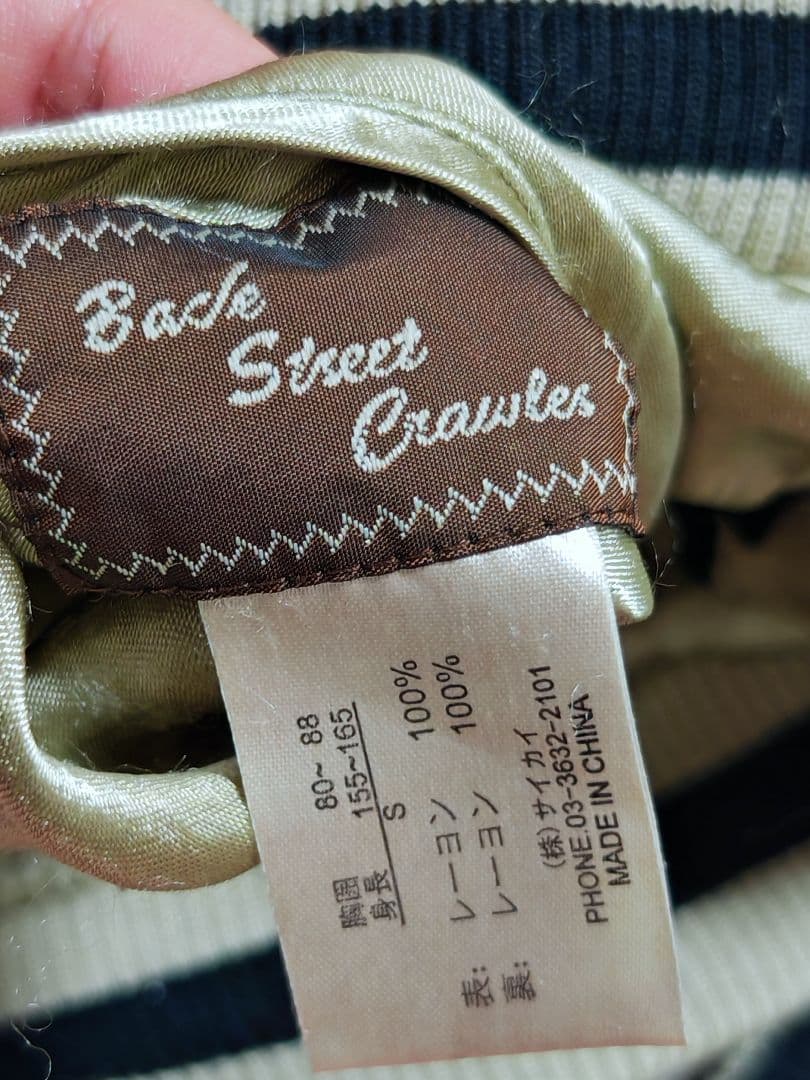 Back
Street
Crawler
胸囲 80~ 88
身長 155~165
S
表: レーヨン 100%
裏: レーヨン 100%
(株)サイカイ
PHONE.03-3632-2101
MADE IN CHINA